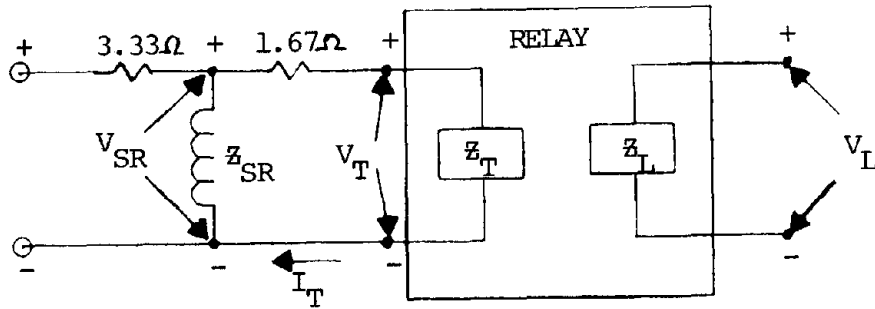 3.33Ω
1.67Ω
RELAY
+
+
+
+
V_SR
Z_SR
V_T
Z_T
Z_L
V_L
-
-
-
-
I_T